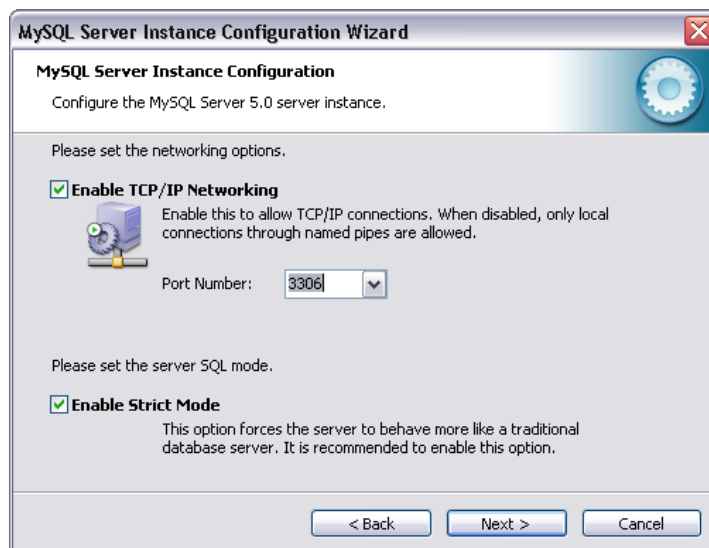 MySQL Server Instance Configuration Wizard
MySQL Server Instance Configuration
Configure the MySQL Server 5.0 server instance.
Please set the networking options.
Enable TCP/IP Networking
Enable this to allow TCP/IP connections. When disabled, only local
connections through named pipes are allowed.
Port Number: 3306
Please set the server SQL mode.
Enable Strict Mode
This option forces the server to behave more like a traditional
database server. It is recommended to enable this option.
< Back Next > Cancel